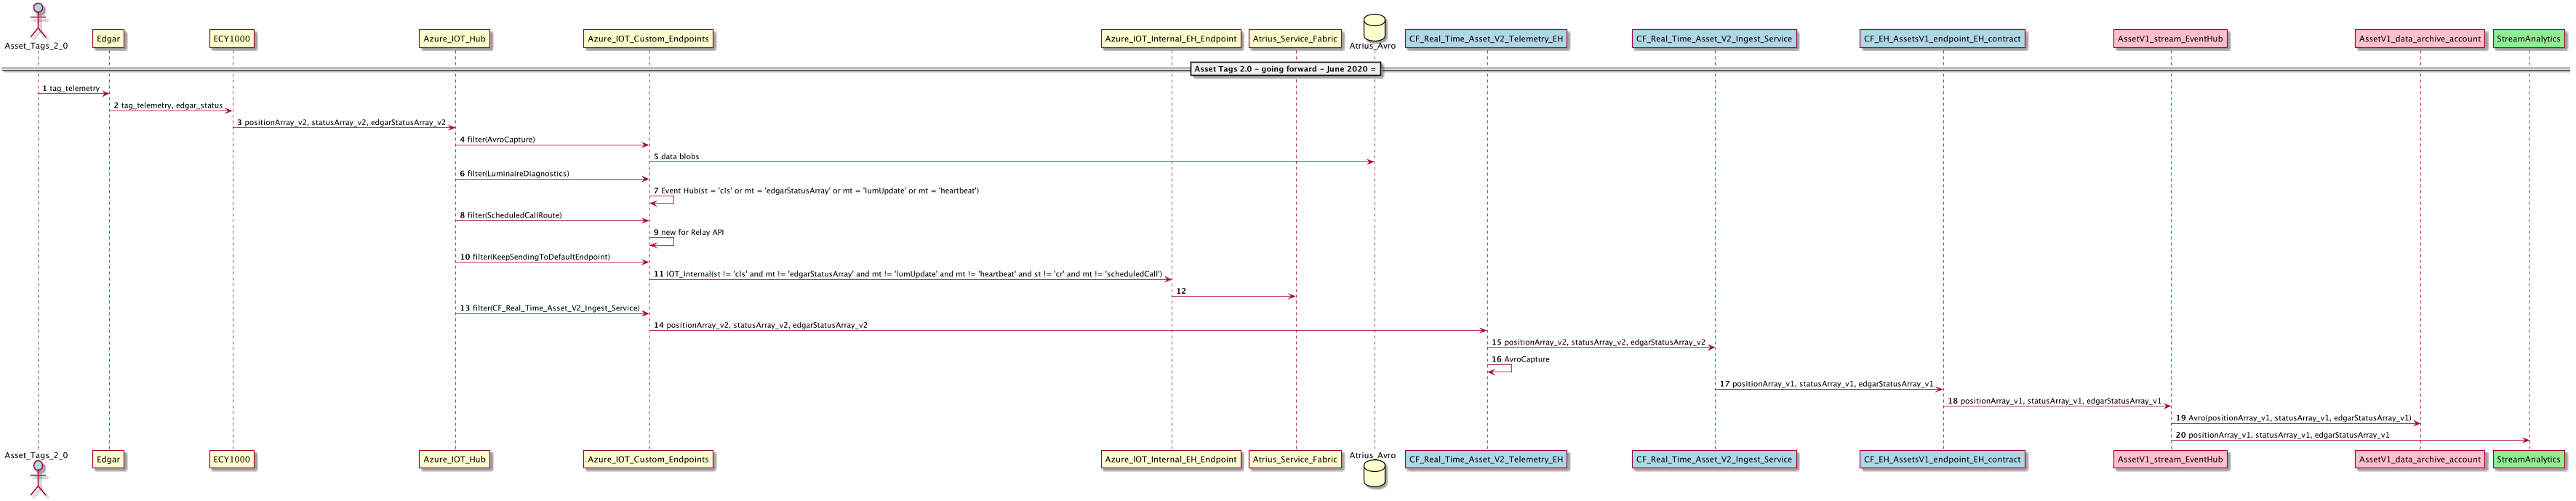 Asset_Tags_2_0
Edgar
ECY1000
Azure_IOT_Hub
Azure_IOT_Custom_Endpoints
Azure_IOT_Internal_EH_Endpoint
Atrius_Service_Fabric
Atrius_Avro
CF_Real_Time_Asset_V2_Telemetry_EH
CF_Real_Time_Asset_V2_Ingest_Service
CF_EH_AssetsV1_endpoint_EH_contract
AssetV1_stream_EventHub
AssetV1_data_archive_account
StreamAnalytics
Asset Tags 2.0 - going forward - June 2020 =
1 tag_telemetry
2 tag_telemetry, edgar_status
3 positionArray_v2, statusArray_v2, edgarStatusArray_v2
4 filter(AvroCapture)
5 data blobs
6 filter(LuminaireDiagnostics)
7 Event Hub(st = 'cls' or mt = 'edgarStatusArray' or mt = 'lumUpdate' or mt = 'heartbeat')
8 filter(ScheduledCallRoute)
9 new for Relay API
10 filter(KeepSendingToDefaultEndpoint)
11 IOT_Internal(st != 'cls' and mt != 'edgarStatusArray' and mt != 'lumUpdate' and mt != 'heartbeat' and st != 'cr' and mt != 'scheduledCall')
12
13 filter(CF_Real_Time_Asset_V2_Ingest_Service)
14 positionArray_v2, statusArray_v2, edgarStatusArray_v2
15 positionArray_v2, statusArray_v2, edgarStatusArray_v2
16 AvroCapture
17 positionArray_v1, statusArray_v1, edgarStatusArray_v1
18 positionArray_v1, statusArray_v1, edgarStatusArray_v1
19 Avro(positionArray_v1, statusArray_v1, edgarStatusArray_v1)
20 positionArray_v1, statusArray_v1, edgarStatusArray_v1
Asset_Tags_2_0
Edgar
ECY1000
Azure_IOT_Hub
Azure_IOT_Custom_Endpoints
Azure_IOT_Internal_EH_Endpoint
Atrius_Service_Fabric
Atrius_Avro
CF_Real_Time_Asset_V2_Telemetry_EH
CF_Real_Time_Asset_V2_Ingest_Service
CF_EH_AssetsV1_endpoint_EH_contract
AssetV1_stream_EventHub
AssetV1_data_archive_account
StreamAnalytics